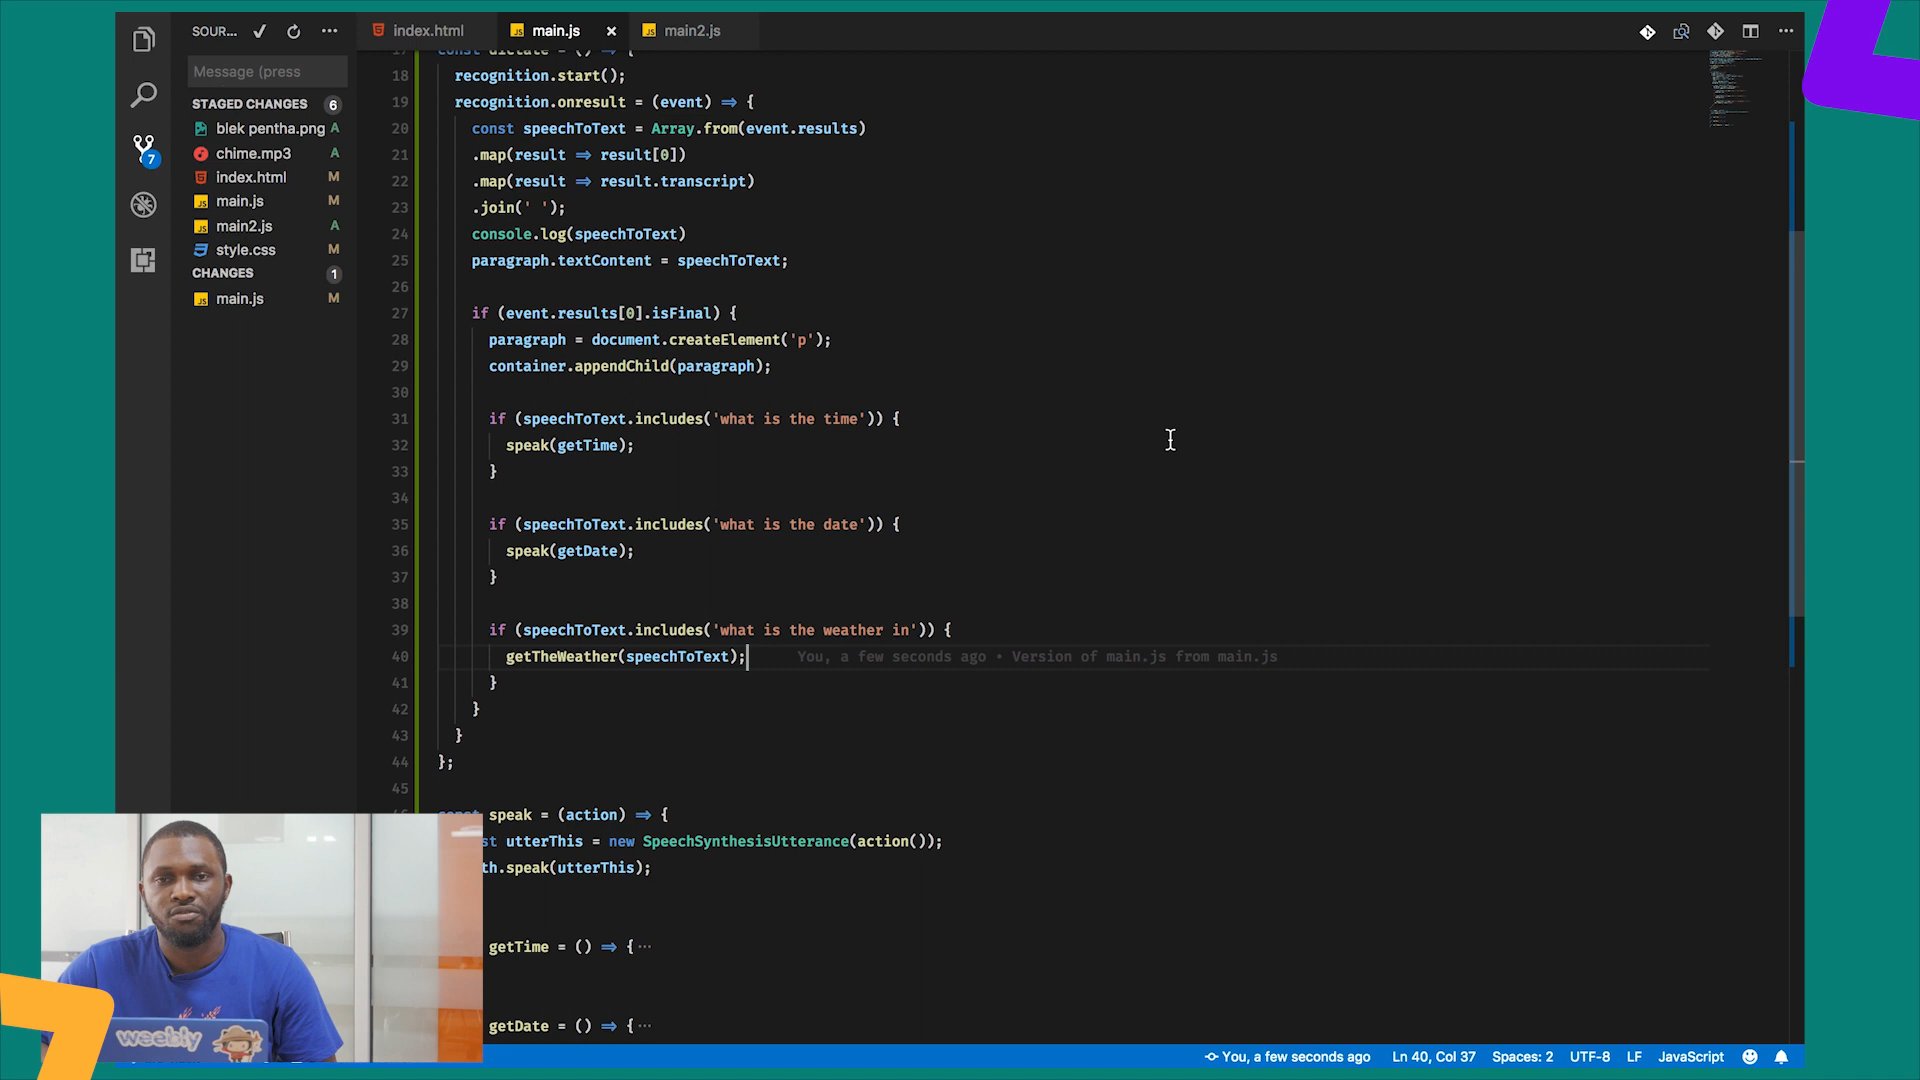 SOUR...
index.html
main.js
main2.js
Message (press
STAGED CHANGES 6
blek pentha.png A
chime.mp3 A
index.html M
main.js M
main2.js A
style.css M
CHANGES 1
main.js M
7
17 const dictate = () => {
18 recognition.start();
19 recognition.onresult = (event) => {
20 const speechToText = Array.from(event.results)
21 .map(result => result[0])
22 .map(result => result.transcript)
23 .join(' ');
24 console.log(speechToText)
25 paragraph.textContent = speechToText;
26
27 if (event.results[0].isFinal) {
28 paragraph = document.createElement('p');
29 container.appendChild(paragraph);
30
31 if (speechToText.includes('what is the time')) {
32 speak(getTime);
33 }
34
35 if (speechToText.includes('what is the date')) {
36 speak(getDate);
37 }
38
39 if (speechToText.includes('what is the weather in')) {
40 getTheWeather(speechToText); You, a few seconds ago • Version of main.js from main.js
41 }
42 }
43 }
44 };
45
speak = (action) => {
st utterThis = new SpeechSynthesisUtterance(action());
th.speak(utterThis);
getTime = () => {...
getDate = () => {...
weebly
You, a few seconds ago Ln 40, Col 37 Spaces: 2 UTF-8 LF JavaScript